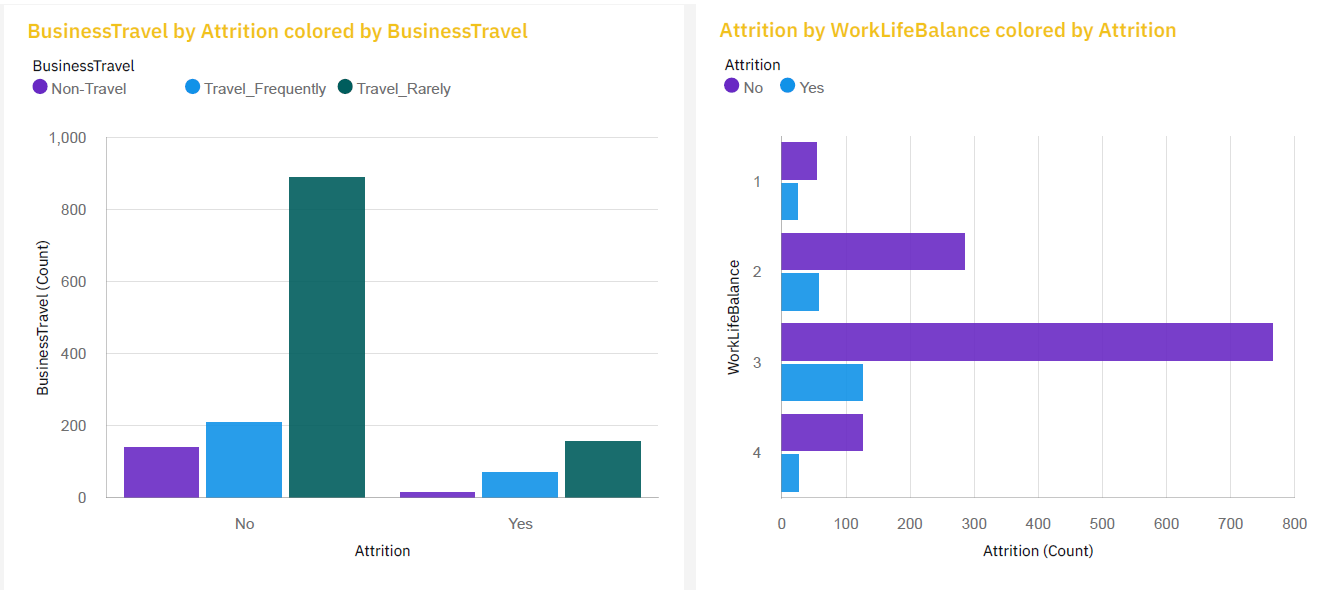 BusinessTravel by Attrition colored by BusinessTravel
BusinessTravel
Non-Travel Travel_Frequently Travel_Rarely
1,000
800
600
400
200
0
BusinessTravel (Count)
No Yes
Attrition
Attrition by WorkLifeBalance colored by Attrition
Attrition
No Yes
1
2
3
4
WorkLifeBalance
0 100 200 300 400 500 600 700 800
Attrition (Count)